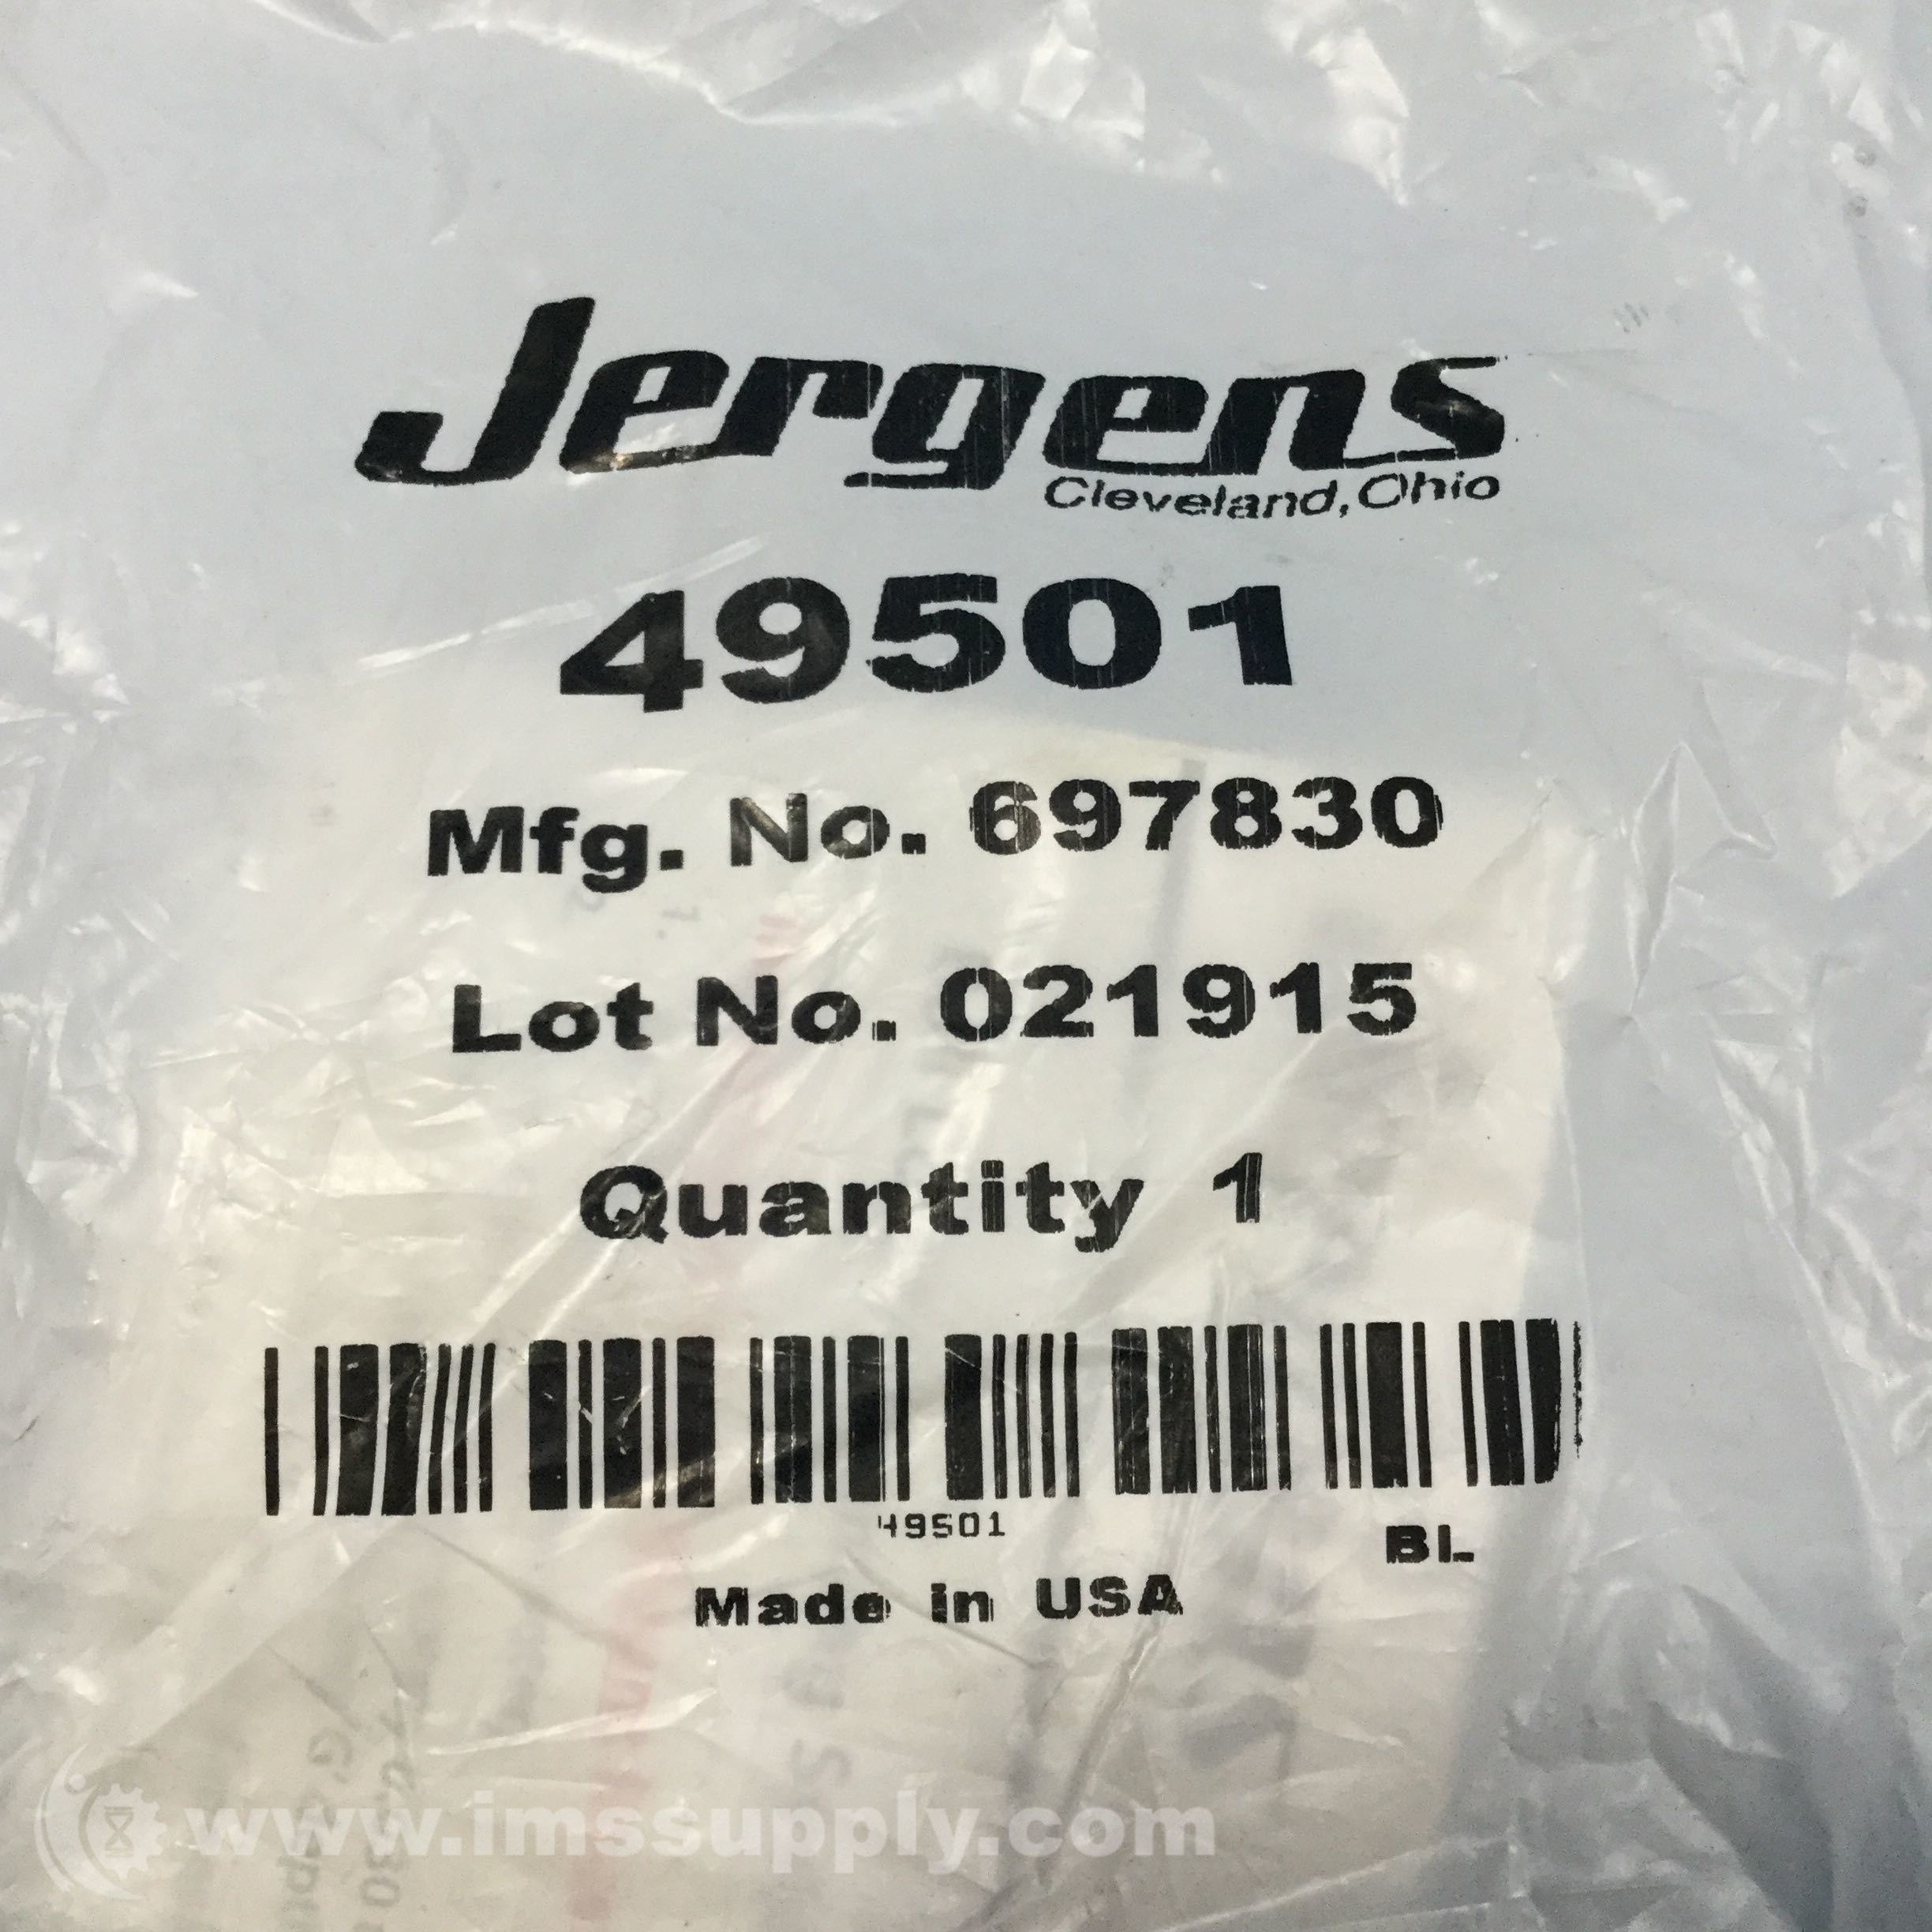 Jergens
Cleveland, Ohio
49501
Mfg. No. 697830
Lot No. 021915
Quantity 1
49501
BL
Made in USA
www.imssupply.com